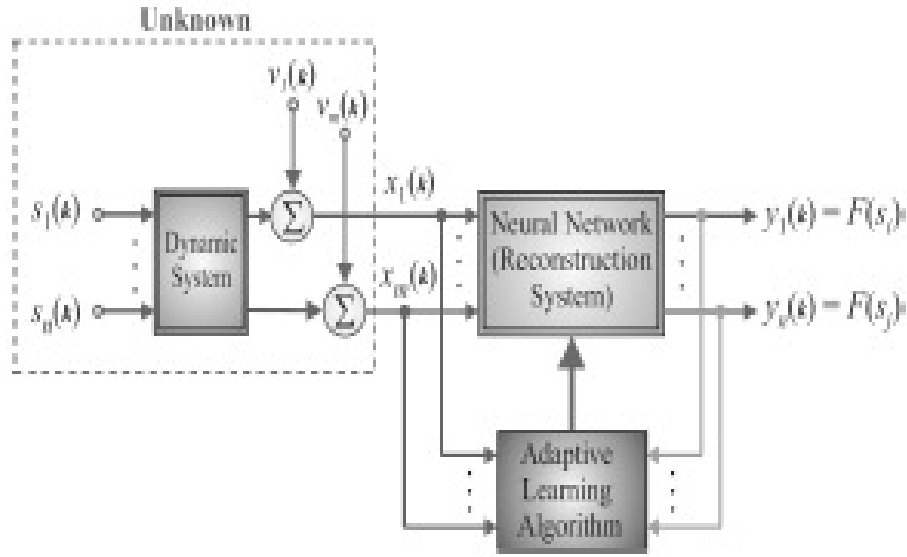 Unknown
v₁(k)
vₘ(k)
s₁(k)
sₙ(k)
Dynamic
System
Σ
Σ
x₁(k)
xₘ(k)
Neural Network
(Reconstruction
System)
y₁(k) = F(sᵢ)
yₙ(k) = F(sⱼ)
Adaptive
Learning
Algorithm